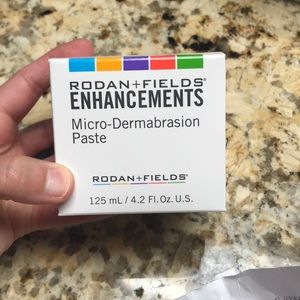 RODAN+FIELDS®
ENHANCEMENTS
Micro-Dermabrasion
Paste
RODAN+FIELDS®
125 mL / 4.2 Fl. Oz. U.S.